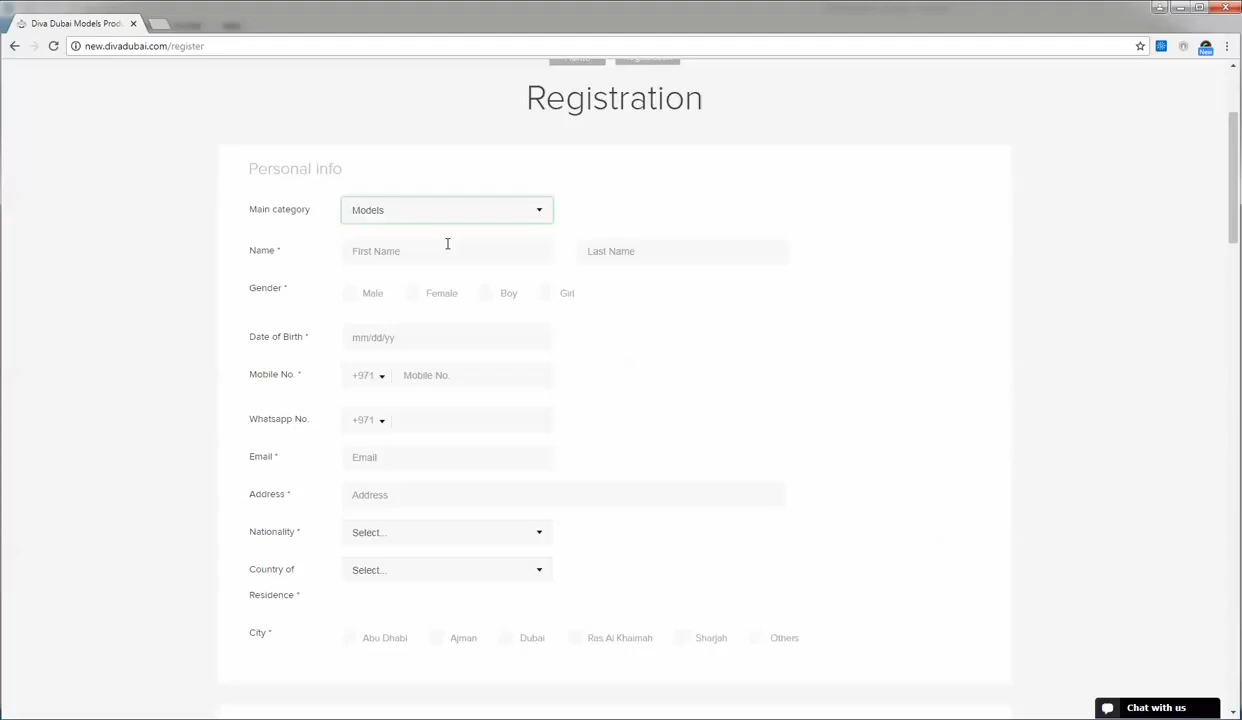 Diva Dubai Models Prod
new.divadubai.com/register
New
Registration
Personal info
Main category
Models
Name *
First Name
Last Name
Gender *
Male
Female
Boy
Girl
Date of Birth *
mm/dd/yy
Mobile No. *
+971
Mobile No.
Whatsapp No.
+971
Email *
Email
Address *
Address
Nationality *
Select...
Country of
Residence *
Select...
City *
Abu Dhabi
Ajman
Dubai
Ras Al Khaimah
Sharjah
Others
Chat with us